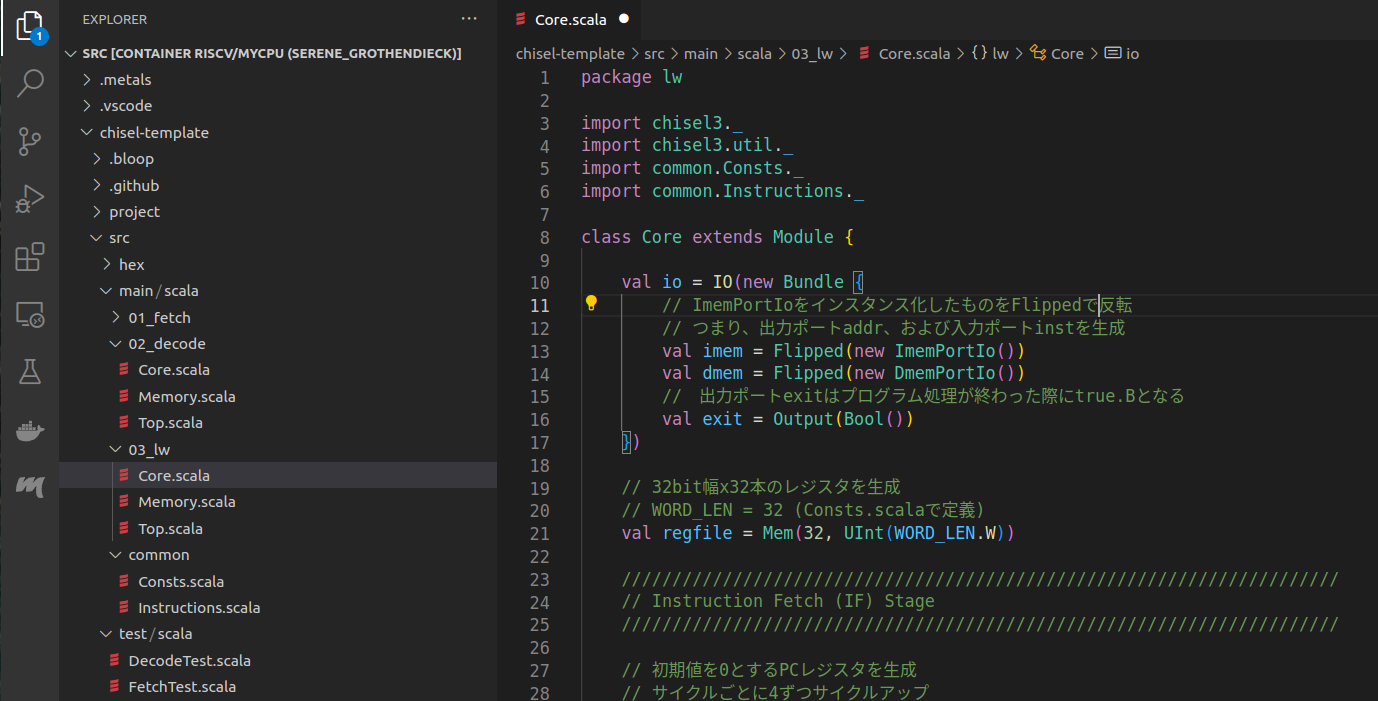 EXPLORER
···
SRC [CONTAINER RISCV/MYCPU (SERENE_GROTHENDIECK)]
.metals
.vscode
chisel-template
.bloop
.github
project
src
hex
main/scala
01_fetch
02_decode
Core.scala
Memory.scala
Top.scala
03_lw
Core.scala
Memory.scala
Top.scala
common
Consts.scala
Instructions.scala
test/scala
DecodeTest.scala
FetchTest.scala
1
Core.scala ●
chisel-template > src > main > scala > 03_lw > Core.scala > {} lw > Core > io
1 package lw
2
3 import chisel3._
4 import chisel3.util._
5 import common.Consts._
6 import common.Instructions._
7
8 class Core extends Module {
9
10 val io = IO(new Bundle {
11 // ImemPortIoをインスタンス化したものをFlippedで反転
12 // つまり、出力ポートaddr、および入力ポートinstを生成
13 val imem = Flipped(new ImemPortIo())
14 val dmem = Flipped(new DmemPortIo())
15 // 出力ポートexitはプログラム処理が終わった際にtrue.Bとなる
16 val exit = Output(Bool())
17 })
18
19 // 32bit幅x32本のレジスタを生成
20 // WORD_LEN = 32 (Consts.scalaで定義)
21 val regfile = Mem(32, UInt(WORD_LEN.W))
22
23 ///////////////////////////////////////////////////////////////////////
24 // Instruction Fetch (IF) Stage
25 ///////////////////////////////////////////////////////////////////////
26
27 // 初期値を0とするPCレジスタを生成
28 // サイクルごとに4ずつサイクルアップ